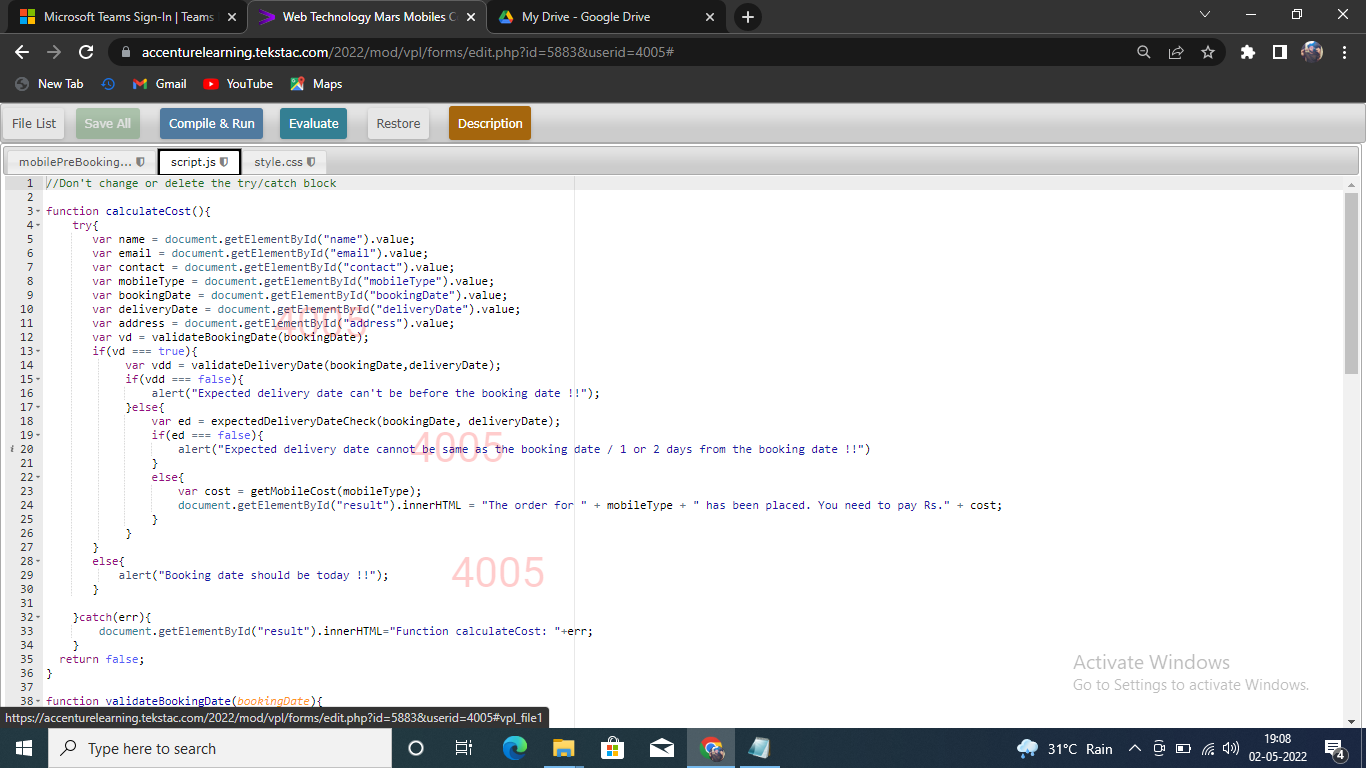 Microsoft Teams Sign-In | Teams
Web Technology Mars Mobiles C
My Drive - Google Drive
accenturelearning.tekstac.com/2022/mod/vpl/forms/edit.php?id=5883&userid=4005#
New Tab
Gmail
YouTube
Maps
File List
Save All
Compile & Run
Evaluate
Restore
Description
mobilePreBooking...
script.js
style.css
1 //Don't change or delete the try/catch block
2
3 function calculateCost(){
4 try{
5 var name = document.getElementById("name").value;
6 var email = document.getElementById("email").value;
7 var contact = document.getElementById("contact").value;
8 var mobileType = document.getElementById("mobileType").value;
9 var bookingDate = document.getElementById("bookingDate").value;
10 var deliveryDate = document.getElementById("deliveryDate").value;
11 var address = document.getElementById("address").value;
12 var vd = validateBookingDate(bookingDate);
13 if(vd === true){
14 var vdd = validateDeliveryDate(bookingDate,deliveryDate);
15 if(vdd === false){
16 alert("Expected delivery date can't be before the booking date !!");
17 }else{
18 var ed = expectedDeliveryDateCheck(bookingDate, deliveryDate);
19 if(ed === false){
20 alert("Expected delivery date cannot be same as the booking date / 1 or 2 days from the booking date !!")
21 }
22 else{
23 var cost = getMobileCost(mobileType);
24 document.getElementById("result").innerHTML = "The order for " + mobileType + " has been placed. You need to pay Rs." + cost;
25 }
26 }
27 }
28 else{
29 alert("Booking date should be today !!");
30 }
31
32 }catch(err){
33 document.getElementById("result").innerHTML="Function calculateCost: "+err;
34 }
35 return false;
36 }
37
38 function validateBookingDate(bookingDate){
4005
4005
4005
Activate Windows
Go to Settings to activate Windows.
https://accenturelearning.tekstac.com/2022/mod/vpl/forms/edit.php?id=5883&userid=4005#vpl_file1
Type here to search
31°C Rain
19:08
02-05-2022
4